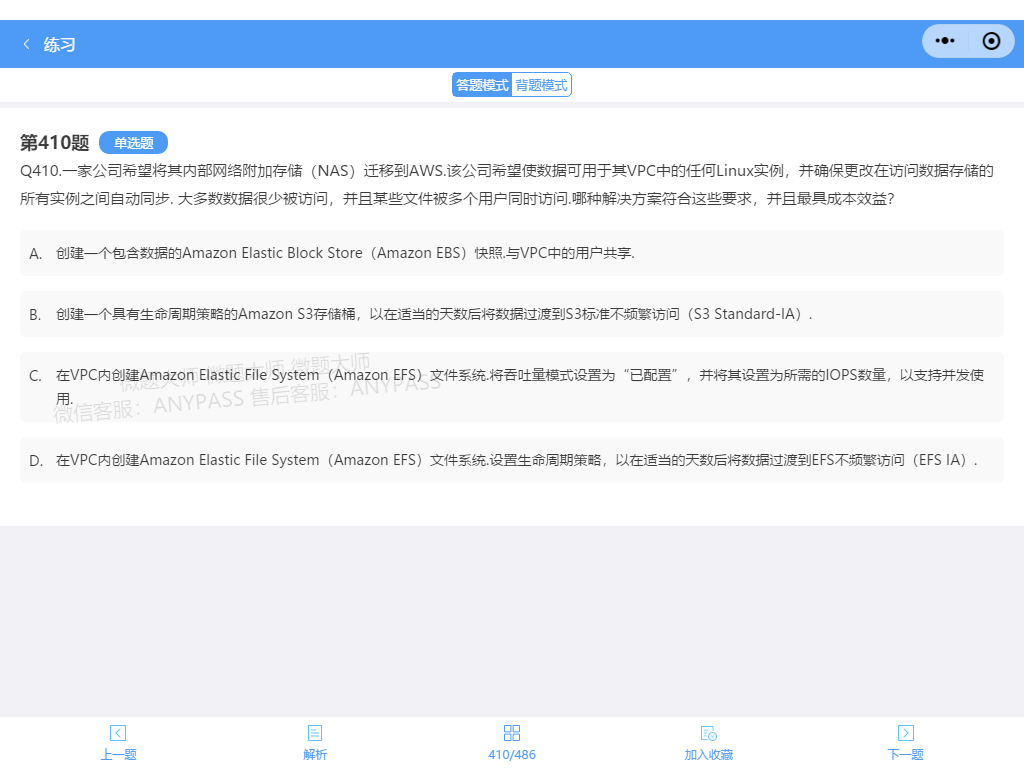 练习
答题模式 背题模式
第410题 单选题
Q410.一家公司希望将其内部网络附加存储（NAS）迁移到AWS.该公司希望使数据可用于其VPC中的任何Linux实例，并确保更改在访问数据存储的
所有实例之间自动同步. 大多数数据很少被访问，并且某些文件被多个用户同时访问.哪种解决方案符合这些要求，并且最具成本效益？
A. 创建一个包含数据的Amazon Elastic Block Store（Amazon EBS）快照.与VPC中的用户共享.
B. 创建一个具有生命周期策略的Amazon S3存储桶，以在适当的天数后将数据过渡到S3标准不频繁访问（S3 Standard-IA）.
C. 在VPC内创建Amazon Elastic File System（Amazon EFS）文件系统.将吞吐量模式设置为“已配置”，并将其设置为所需的IOPS数量，以支持并发使
用.
微题大师 微题大师 微题大师
微信客服：ANYPASS 售后客服：ANYPASS
D. 在VPC内创建Amazon Elastic File System（Amazon EFS）文件系统.设置生命周期策略，以在适当的天数后将数据过渡到EFS不频繁访问（EFS IA）.
上一题 解析 410/486 加入收藏 下一题